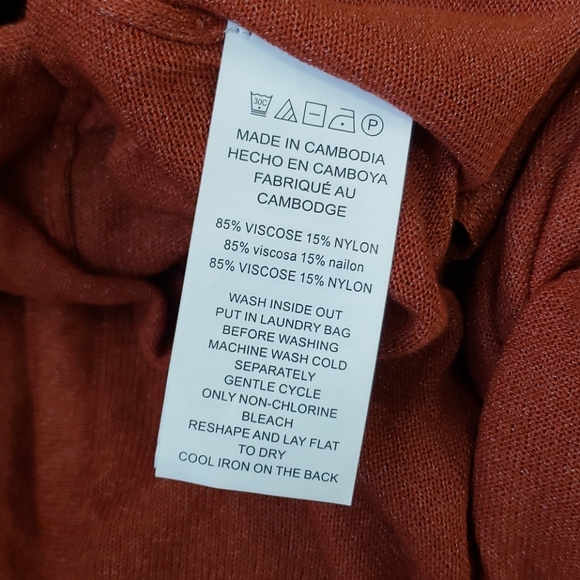 30C P
MADE IN CAMBODIA
HECHO EN CAMBOYA
FABRIQUÉ AU
CAMBODGE
85% VISCOSE 15% NYLON
85% viscosa 15% nailon
85% VISCOSE 15% NYLON
WASH INSIDE OUT
PUT IN LAUNDRY BAG
BEFORE WASHING
MACHINE WASH COLD
SEPARATELY
GENTLE CYCLE
ONLY NON-CHLORINE
BLEACH
RESHAPE AND LAY FLAT
TO DRY
COOL IRON ON THE BACK